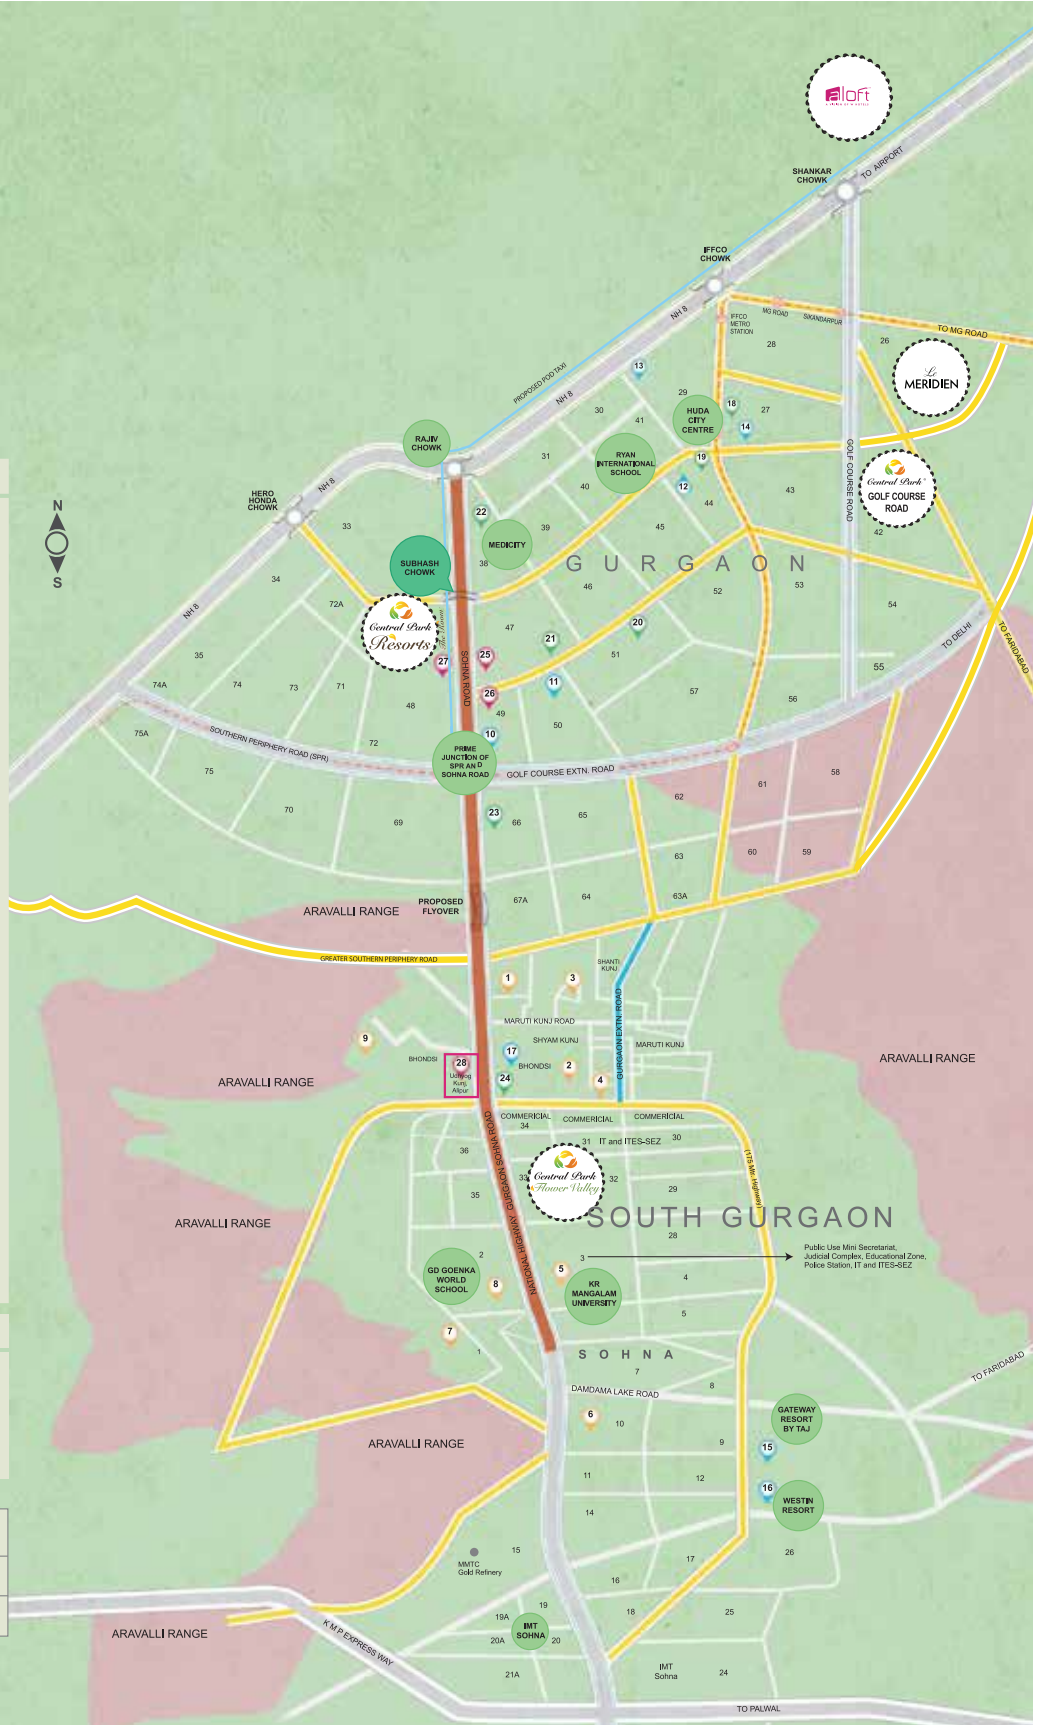 aloft
SHANKAR
CHOWK
TO AIRPORT
IFFCO
CHOWK
NH 8
IFFCO
METRO
STATION
MG ROAD
SIKANDARPUR
TO MG ROAD
28
26
Le
MERIDIEN
PROPOSED POD TAXI
13
NH 8
29
30
41
18
27
HUDA
CITY
CENTRE
14
RAJIV
CHOWK
31
RYAN
INTERNATIONAL
SCHOOL
19
GOLF COURSE ROAD
Central Park
GOLF COURSE
ROAD
NH 8
HERO
HONDA
CHOWK
N
S
40
12
43
44
22
33
39
45
42
MEDICITY
38
SUBHASH
CHOWK
GURGAON
34
46
53
52
72A
54
NH 8
Central Park
Resorts
47
20
TO DELHI
TO FARIDABAD
21
35
27
25
SOHNA ROAD
51
55
74A
74
73
71
26
11
57
56
48
49
50
75A
SOUTHERN PERIPHERY ROAD (SPR)
72
10
PRIME
JUNCTION OF
SPR AND
SOHNA ROAD
75
GOLF COURSE EXTN. ROAD
58
61
62
70
69
23
66
65
63
60
59
67A
64
63A
ARAVALLI RANGE
PROPOSED
FLYOVER
GREATER SOUTHERN PERIPHERY ROAD
SHANTI
KUNJ
1
3
GURGAON EXTN. ROAD
MARUTI KUNJ ROAD
9
SHYAM KUNJ
MARUTI KUNJ
BHONDSI
28
Udhyog
Kunj,
Alipur
17
BHONDSI
2
24
4
ARAVALLI RANGE
ARAVALLI RANGE
COMMERICIAL
COMMERICIAL
COMMERICIAL
34
31
IT and ITES-SEZ
30
36
NATIONAL HIGHWAY GURGAON SOHNA ROAD
33
Central Park
Flower Valley
32
(175 Mtr. Highway)
35
29
ARAVALLI RANGE
SOUTH GURGAON
28
2
3
Public Use Mini Secretariat,
Judicial Complex, Educational Zone,
Police Station, IT and ITES-SEZ
GD GOENKA
WORLD
SCHOOL
8
5
KR
MANGALAM
UNIVERSITY
4
5
7
1
SOHNA
7
TO FARIDABAD
DAMDAMA LAKE ROAD
8
6
10
GATEWAY
RESORT
BY TAJ
ARAVALLI RANGE
9
15
11
12
16
WESTIN
RESORT
14
15
MMTC
Gold Refinery
17
26
16
19
19A
18
25
ARAVALLI RANGE
K M P EXPRESS WAY
IMT
SOHNA
20A
20
21A
IMT
Sohna
24
TO PALWAL